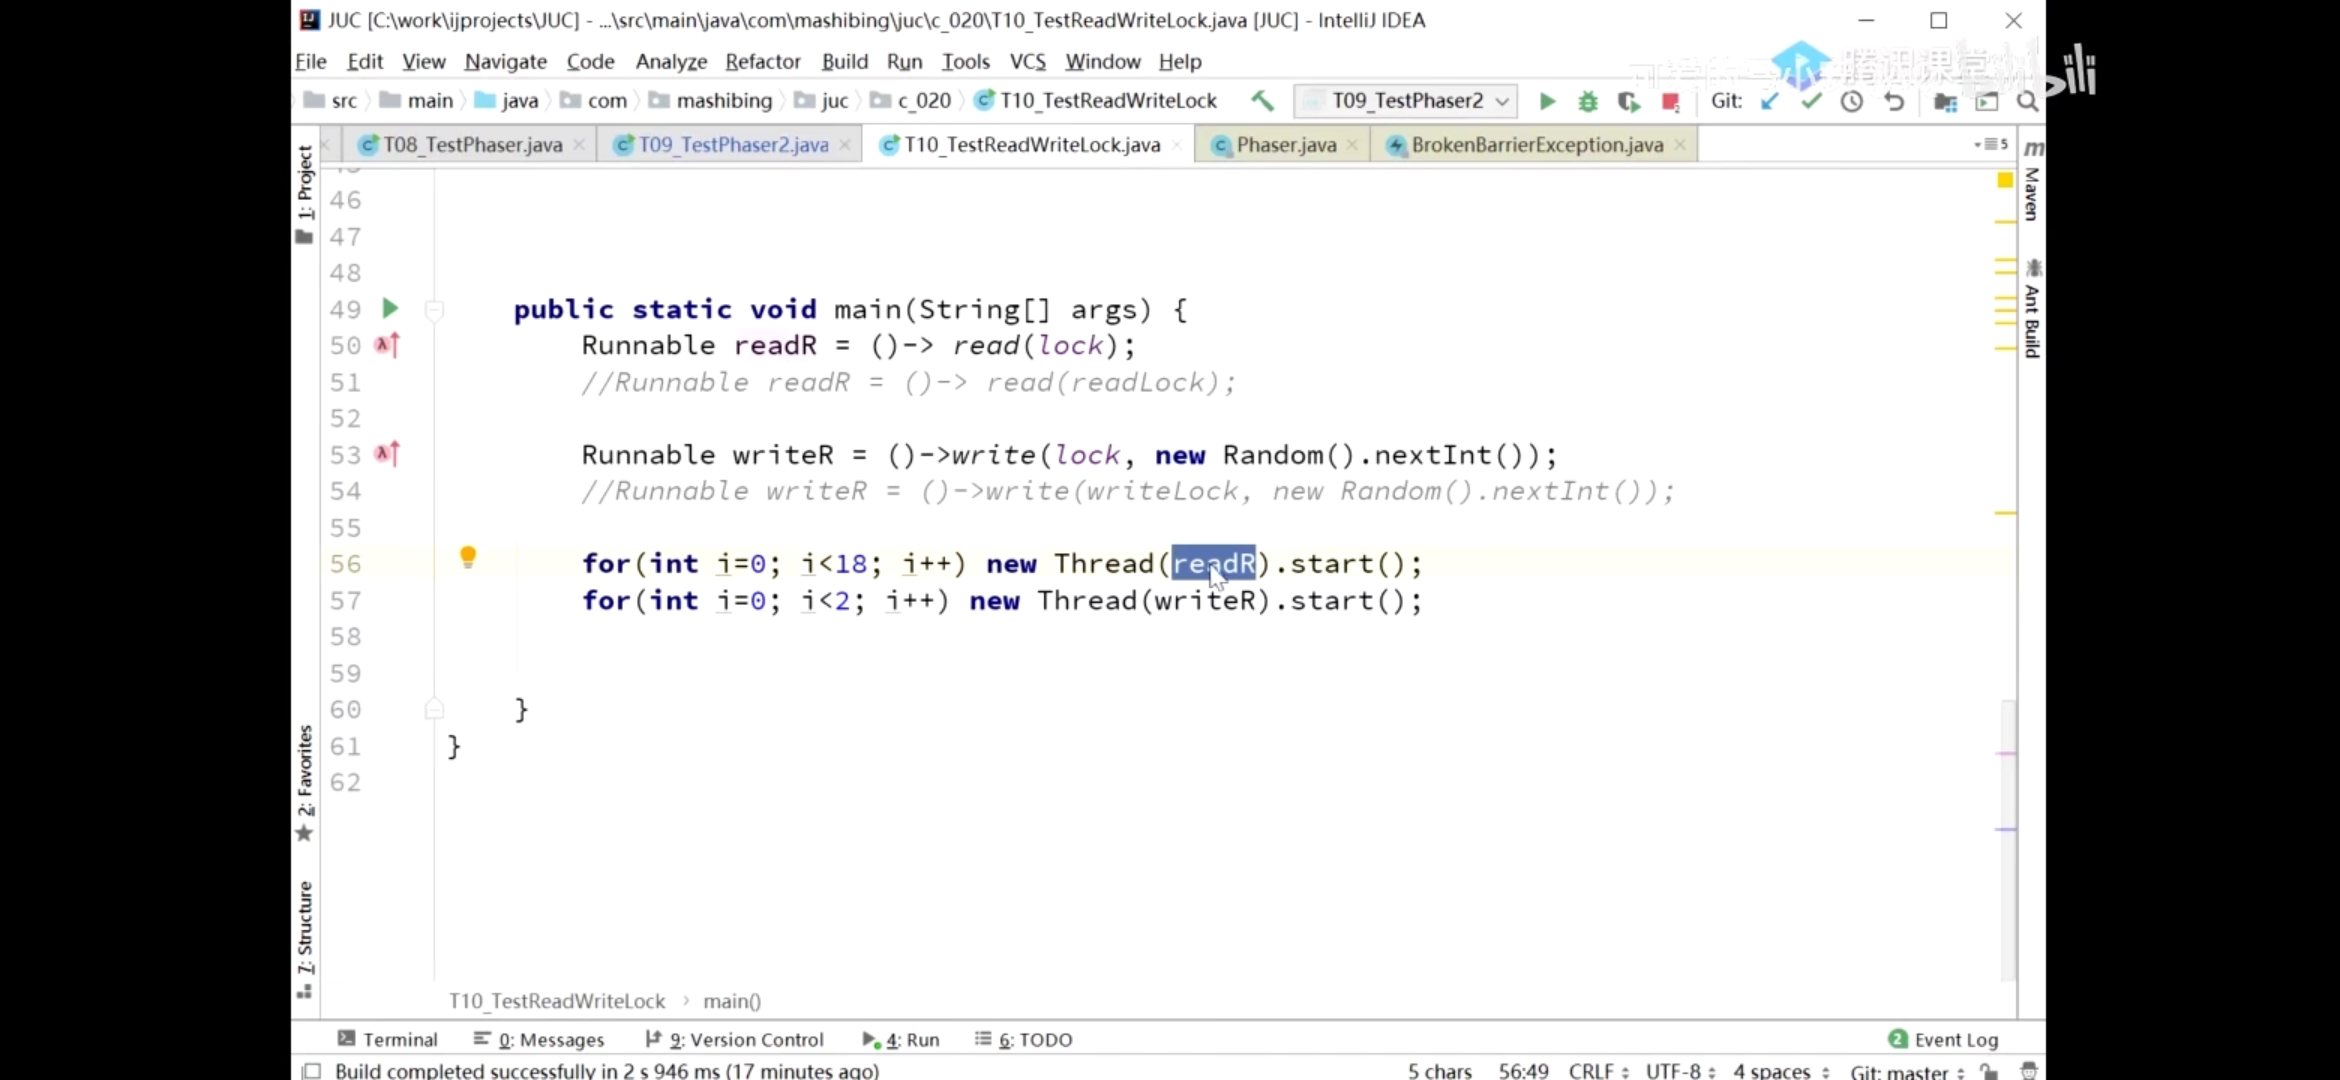 JUC [C:\work\ijprojects\JUC] - ...\src\main\java\com\mashibing\juc\c_020\T10_TestReadWriteLock.java [JUC] - IntelliJ IDEA
File Edit View Navigate Code Analyze Refactor Build Run Tools VCS Window Help
腾讯课堂 bilibili
src main java com mashibing juc c_020 T10_TestReadWriteLock T09_TestPhaser2 Git:
T08_TestPhaser.java T09_TestPhaser2.java T10_TestReadWriteLock.java Phaser.java BrokenBarrierException.java 5
1: Project
2: Favorites
7: Structure
Maven
Ant Build
46
47
48
49 public static void main(String[] args) {
50 Runnable readR = ()-> read(lock);
51 //Runnable readR = ()-> read(readLock);
52
53 Runnable writeR = ()->write(lock, new Random().nextInt());
54 //Runnable writeR = ()->write(writeLock, new Random().nextInt());
55
56 for(int i=0; i<18; i++) new Thread(readR).start();
57 for(int i=0; i<2; i++) new Thread(writeR).start();
58
59
60 }
61 }
62
T10_TestReadWriteLock › main()
Terminal 0: Messages 9: Version Control 4: Run 6: TODO 2 Event Log
Build completed successfully in 2 s 946 ms (17 minutes ago) 5 chars 56:49 CRLF UTF-8 4 spaces Git: master